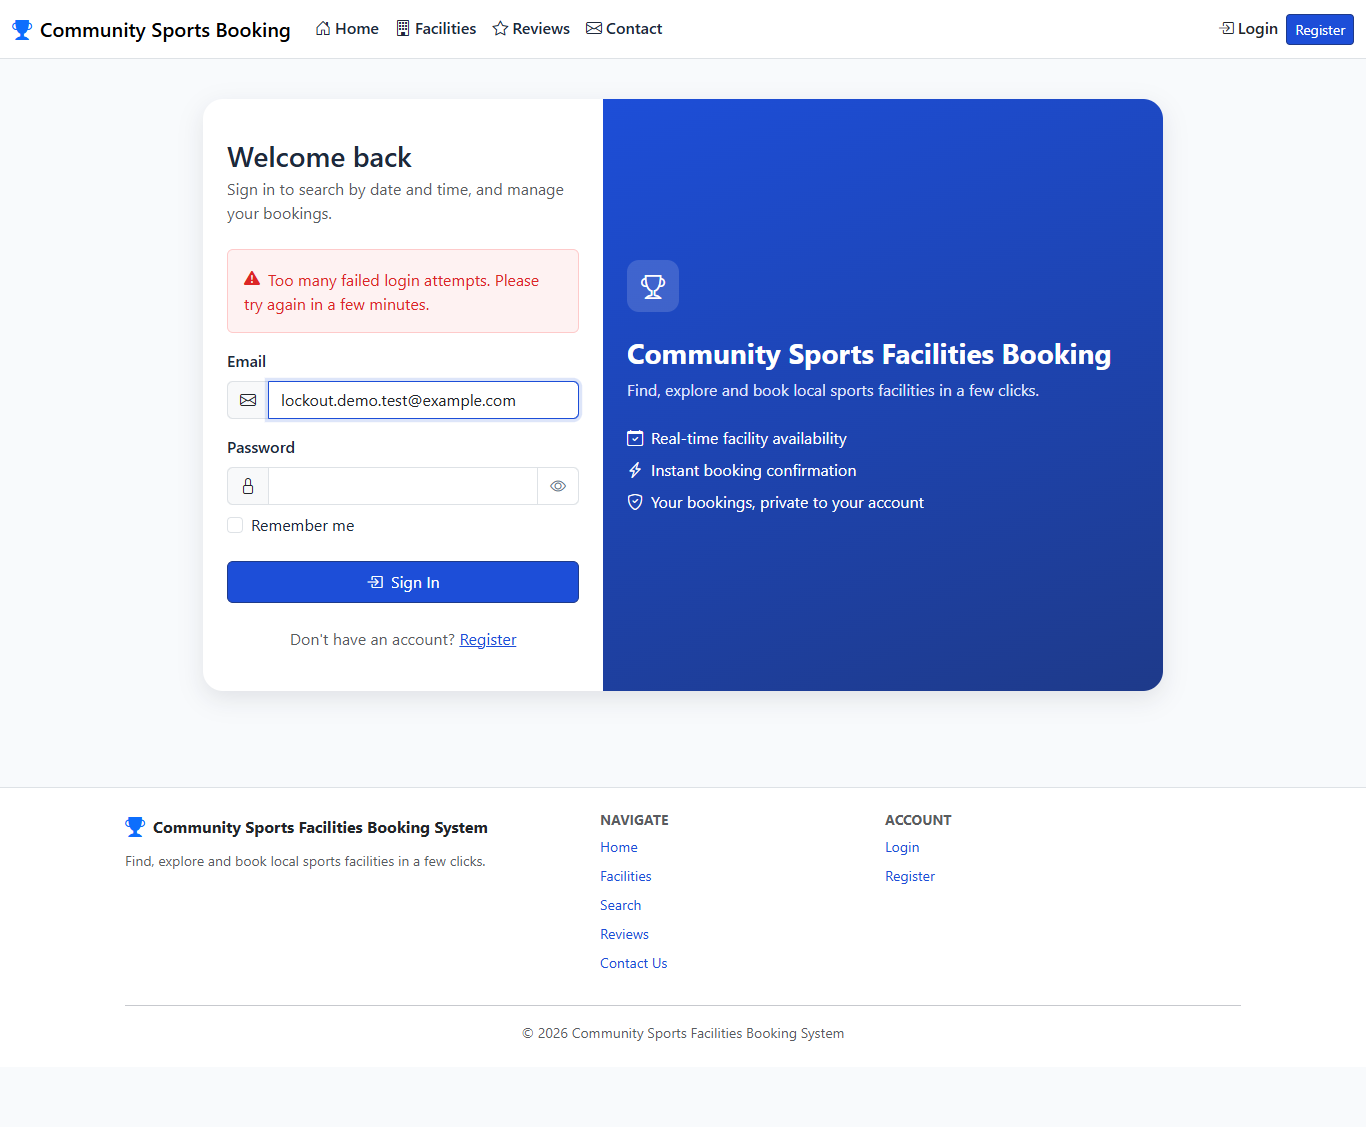 Community Sports Booking
Home
Facilities
Reviews
Contact
Login
Register
Welcome back
Sign in to search by date and time, and manage
your bookings.
Too many failed login attempts. Please
try again in a few minutes.
Email
lockout.demo.test@example.com
Password
Remember me
Sign In
Don't have an account? Register
Community Sports Facilities Booking
Find, explore and book local sports facilities in a few clicks.
Real-time facility availability
Instant booking confirmation
Your bookings, private to your account
Community Sports Facilities Booking System
Find, explore and book local sports facilities in a few clicks.
NAVIGATE
Home
Facilities
Search
Reviews
Contact Us
ACCOUNT
Login
Register
© 2026 Community Sports Facilities Booking System